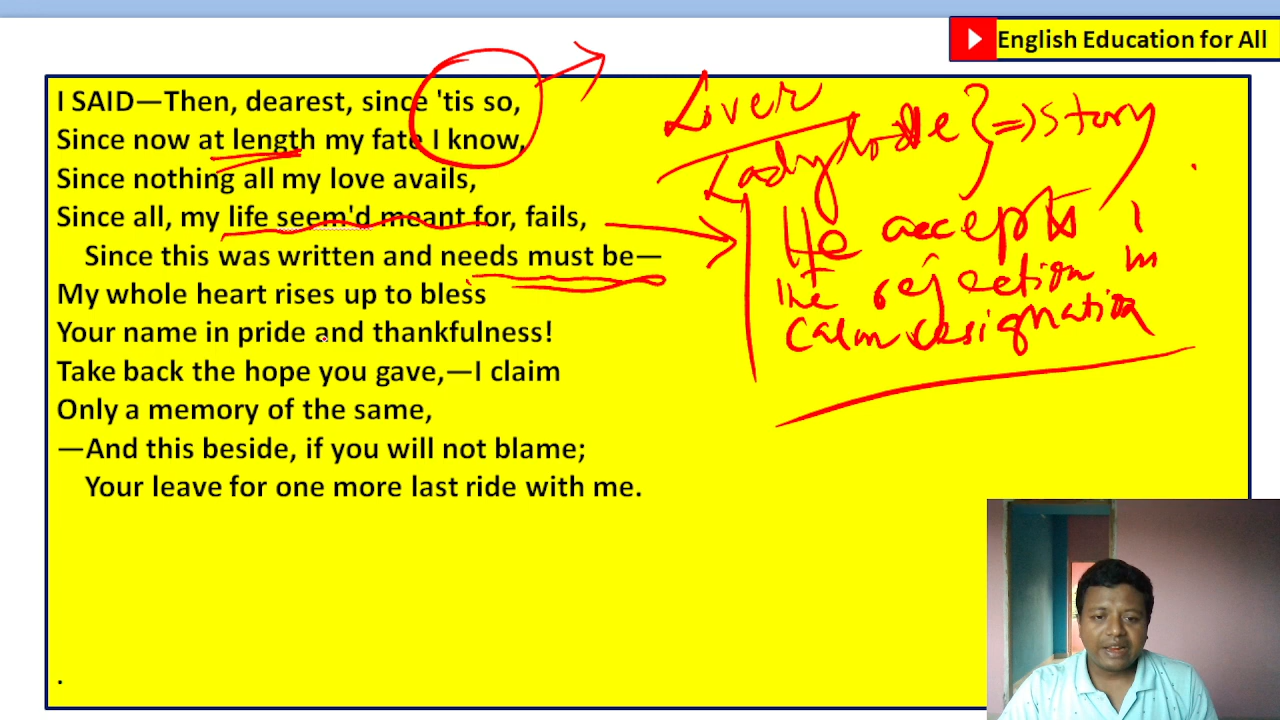 English Education for All
I SAID—Then, dearest, since 'tis so,
Since now at length my fate I know,
Since nothing all my love avails,
Since all, my life seem'd meant for, fails,
Since this was written and needs must be—
My whole heart rises up to bless
Your name in pride and thankfulness!
Take back the hope you gave,—I claim
Only a memory of the same,
—And this beside, if you will not blame;
Your leave for one more last ride with me.
.
Lover
Lady => Story
He accepts
the rejection in
Calm resignation